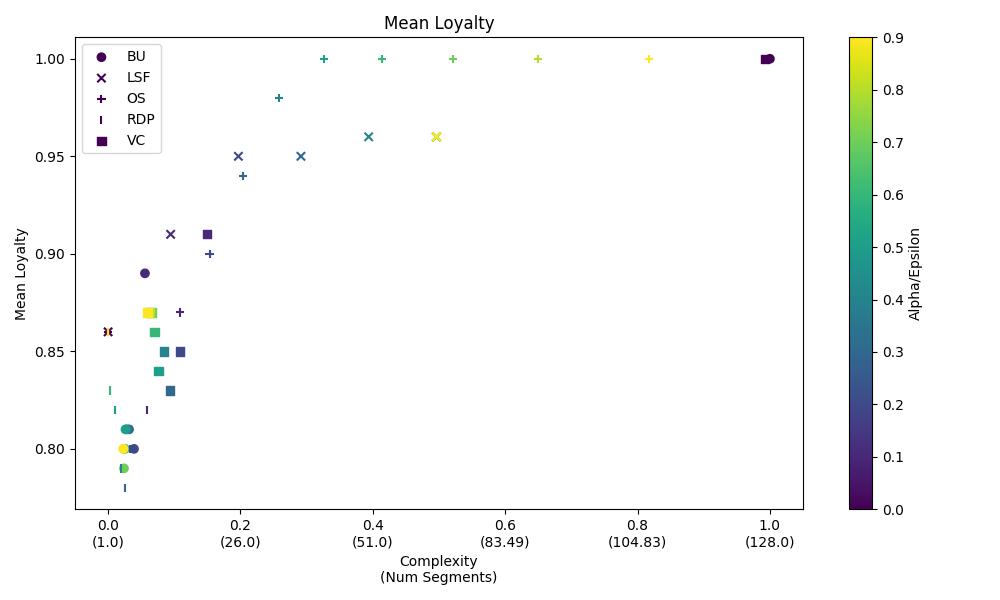 Mean Loyalty
BU
LSF
OS
RDP
VC
Mean Loyalty
1.00
0.95
0.90
0.85
0.80
0.0
(1.0)
0.2
(26.0)
0.4
(51.0)
0.6
(83.49)
0.8
(104.83)
1.0
(128.0)
Complexity
(Num Segments)
0.9
0.8
0.7
0.6
0.5
0.4
0.3
0.2
0.1
0.0
Alpha/Epsilon